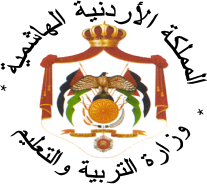 المملكة الأردنية الهاشمية
* وزارة التربية والتعليم *